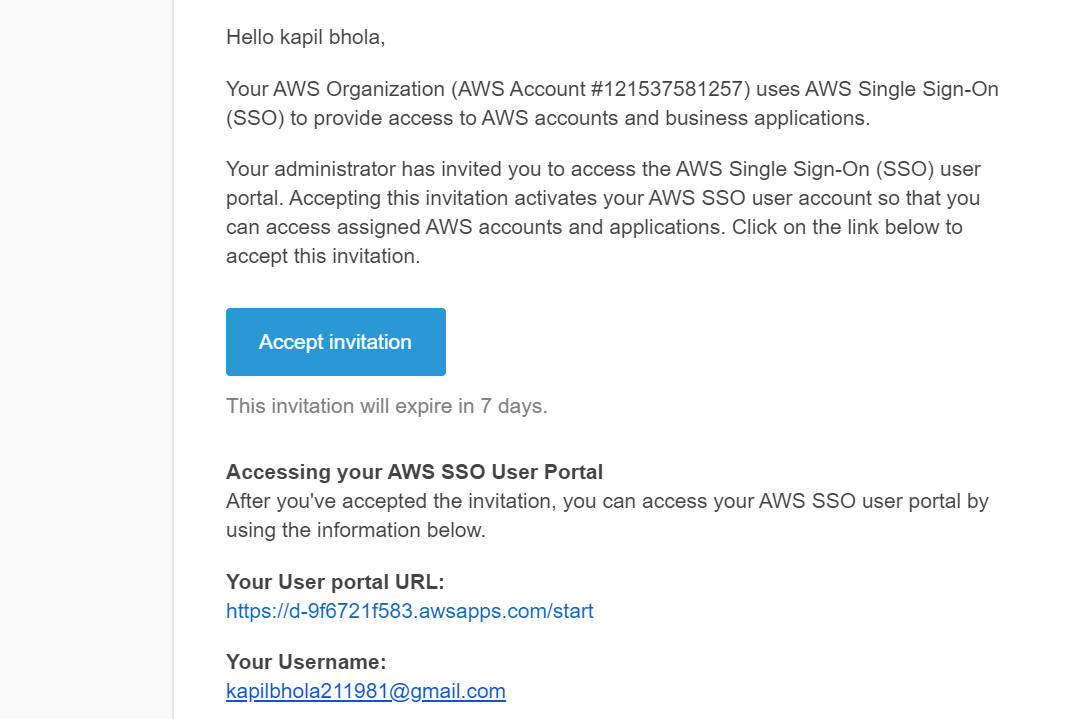 Hello kapil bhola,
Your AWS Organization (AWS Account #121537581257) uses AWS Single Sign-On
(SSO) to provide access to AWS accounts and business applications.
Your administrator has invited you to access the AWS Single Sign-On (SSO) user
portal. Accepting this invitation activates your AWS SSO user account so that you
can access assigned AWS accounts and applications. Click on the link below to
accept this invitation.
Accept invitation
This invitation will expire in 7 days.
Accessing your AWS SSO User Portal
After you've accepted the invitation, you can access your AWS SSO user portal by
using the information below.
Your User portal URL:
https://d-9f6721f583.awsapps.com/start
Your Username:
kapilbhola211981@gmail.com